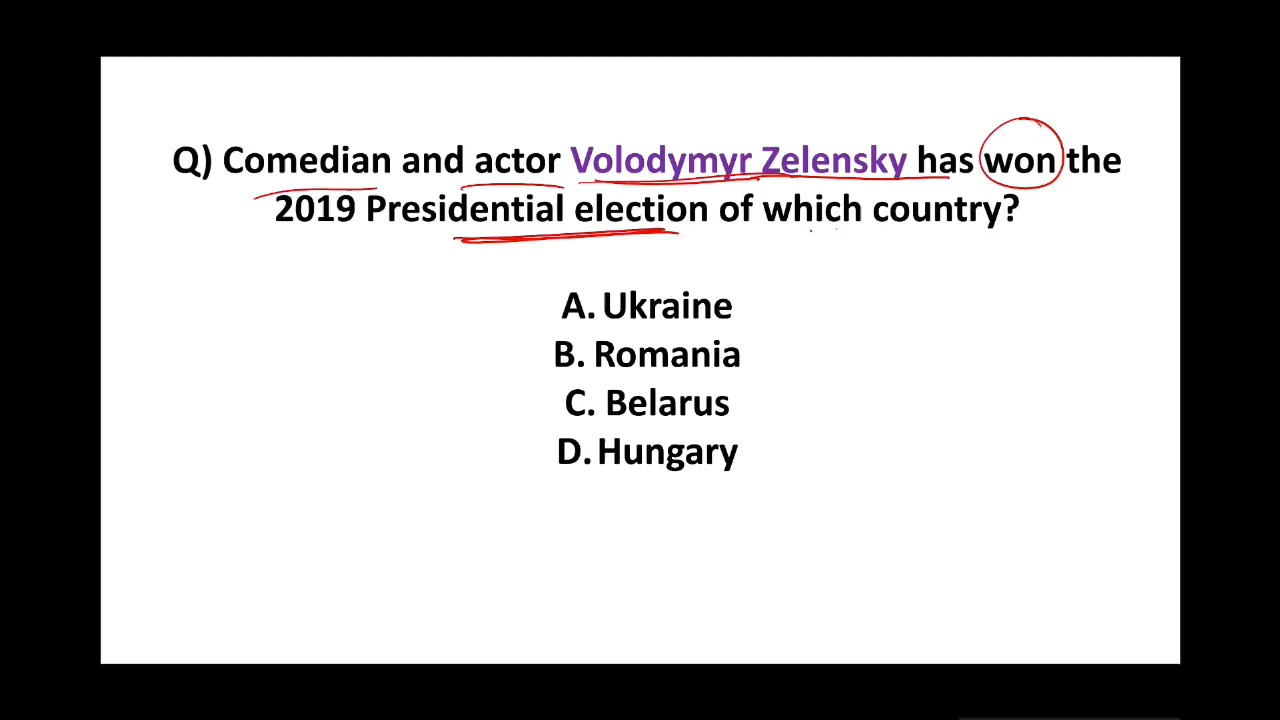 Q) Comedian and actor Volodymyr Zelensky has won the
2019 Presidential election of which country?
A. Ukraine
B. Romania
C. Belarus
D. Hungary